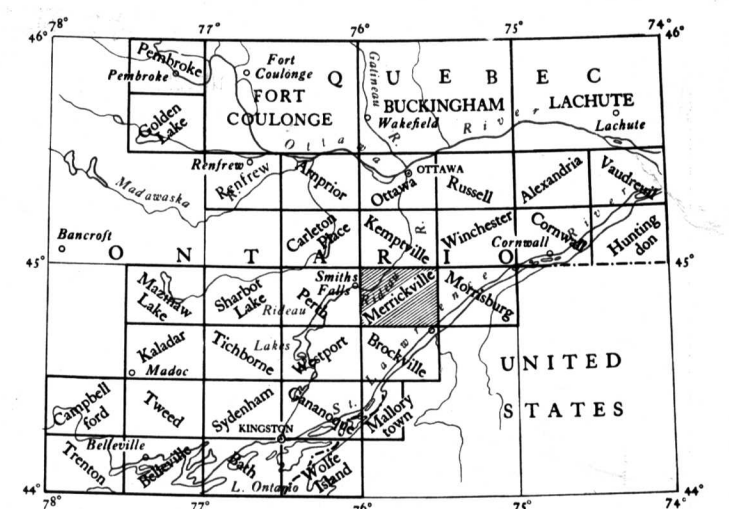 78° 77° 76° 75° 74°
46° 46°
Pembroke
Pembroke
Fort
Coulonge
QUEBEC
FORT
COULONGE
Gatineau
R.
BUCKINGHAM
LACHUTE
Wakefield
Ottawa River
Lachute
Golden
Lake
Renfrew
Renfrew
R.
Arnprior
Ottawa
OTTAWA
Russell
Alexandria
Vaudreuil
Madawaska
Bancroft
ONTARIO
Carleton
Place
Kemptville
R.
Winchester
Cornwall
Cornwall
River
Hunting
don
45° 45°
Mazinaw
Lake
Sharbot
Lake
Smiths
Falls
Perth
Rideau
Merrickville
Morrisburg
Rideau
Lakes
Kaladar
Madoc
Tichborne
Westport
Brockville
UNITED
STATES
Campbell
ford
Tweed
Sydenham
KINGSTON
Gananoque
St. Lawrence
Mallory
town
Belleville
Trenton
Belleville
Bath
Wolfe
Island
L. Ontario
44° 44°
78° 77° 76° 75° 74°